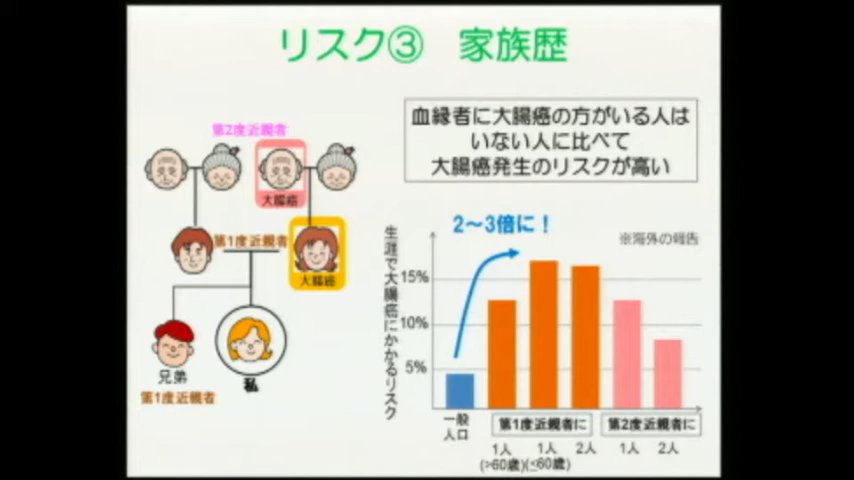 リスク③ 家族歴
血縁者に大腸癌の方がいる人は
いない人に比べて
大腸癌発生のリスクが高い
第2度近親者
大腸癌
第1度近親者
大腸癌
兄弟
第1度近親者
私
2～3倍に！
※海外の報告
生涯で大腸癌にかかるリスク
15%
10%
5%
一般
人口
第1度近親者に
第2度近親者に
1人
1人
2人
1人
2人
(>60歳)
(≤60歳)